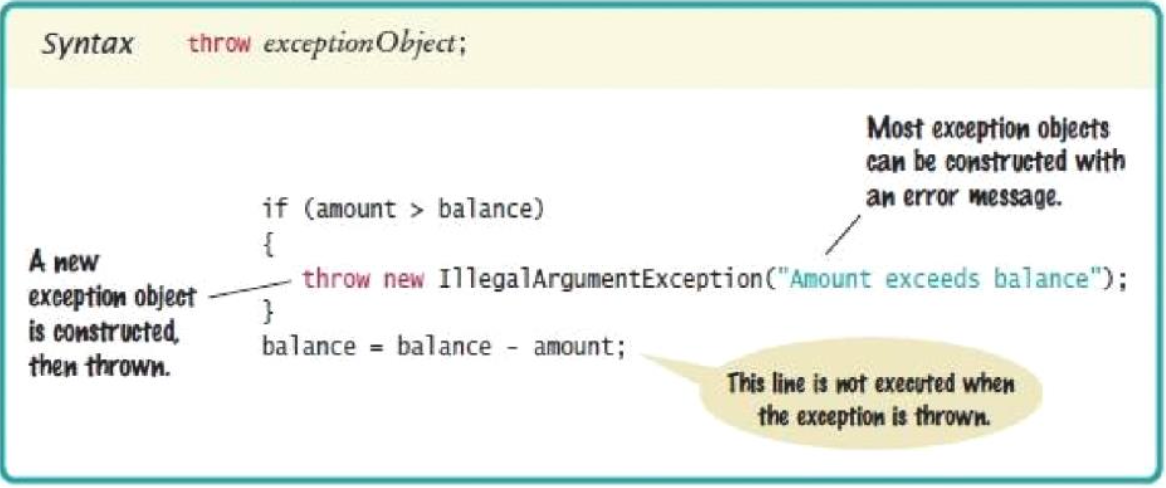 Syntax throw exceptionObject;
Most exception objects
can be constructed with
an error message.
if (amount > balance)
{
throw new IllegalArgumentException("Amount exceeds balance");
}
balance = balance - amount;
A new
exception object
is constructed,
then thrown.
This line is not executed when
the exception is thrown.